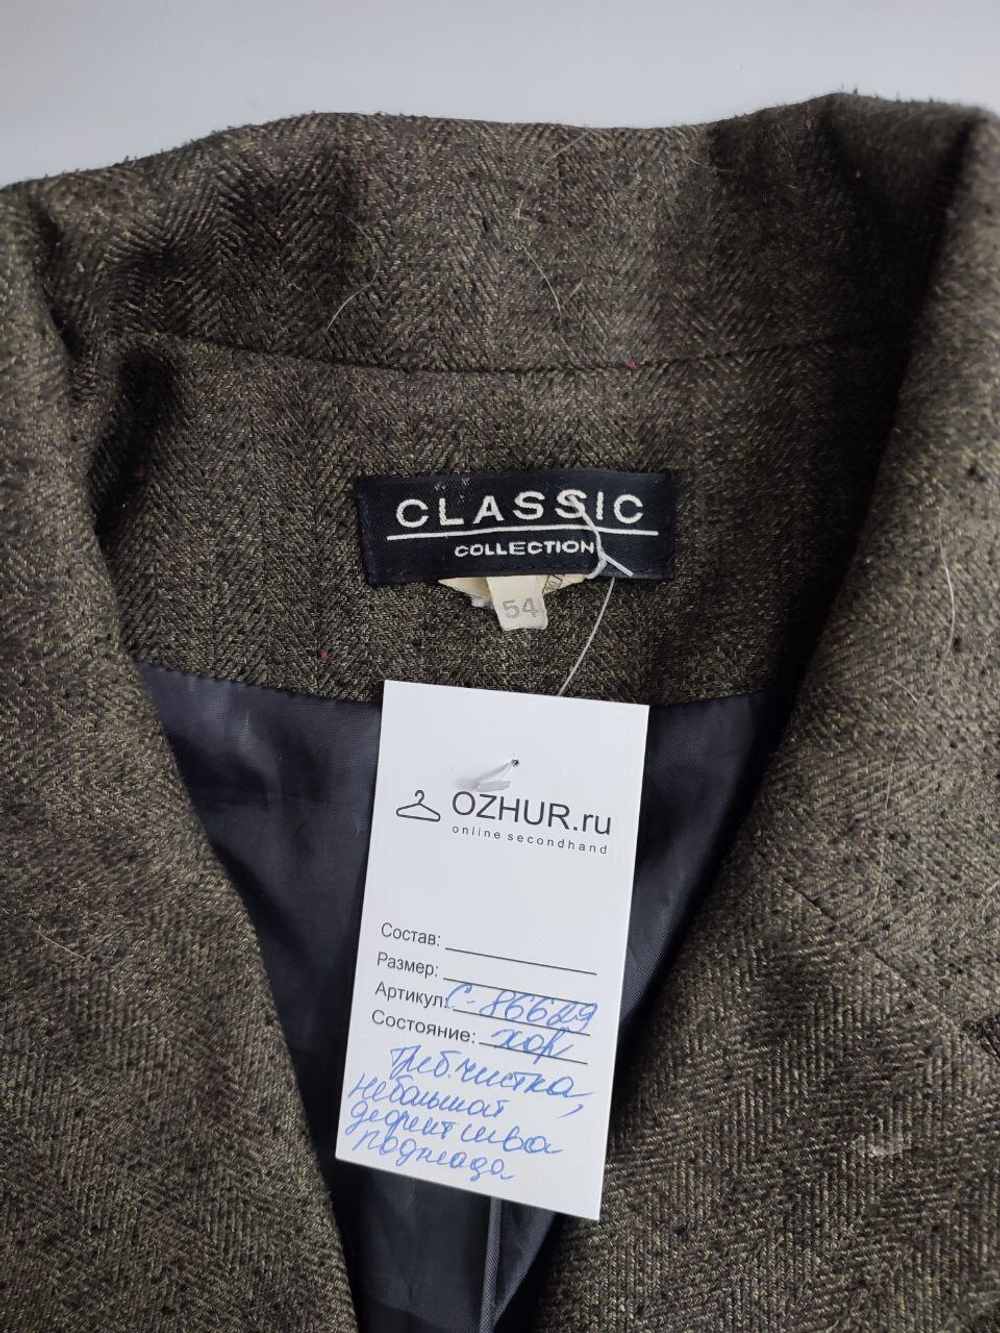 CLASSIC
COLLECTION
54
OZHUR.ru
online secondhand
Состав:
Размер:
Артикул: С-86629
Состояние: хор
треб. чистка,
небольшой
дефект шва
подклада